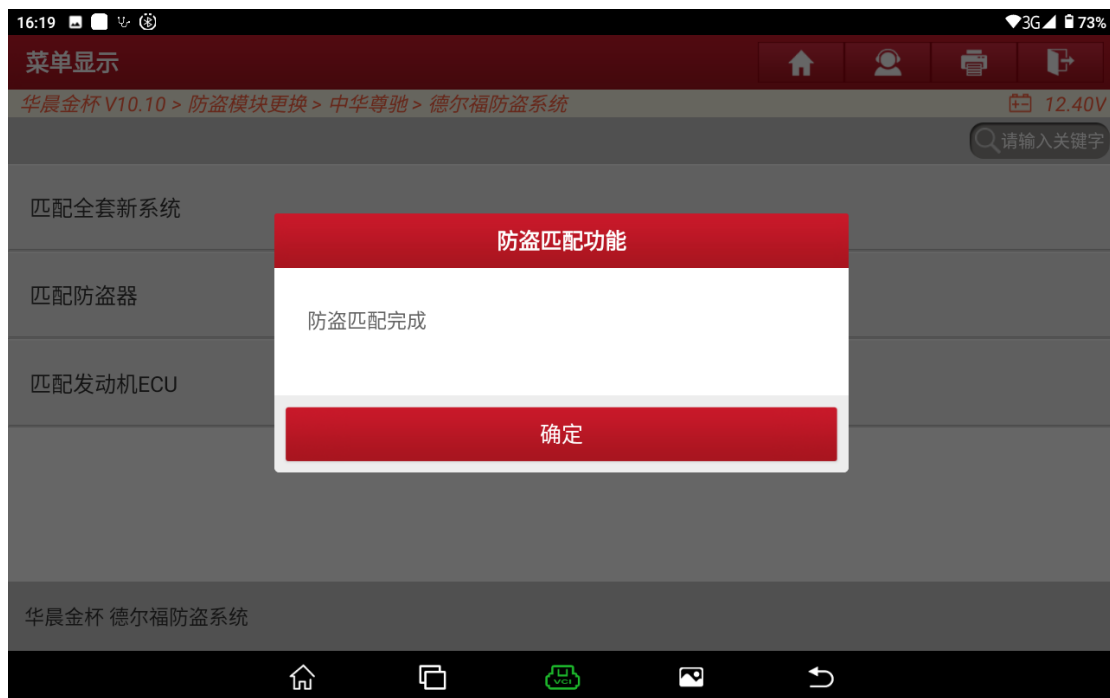 16:19
3G 73%
菜单显示
华晨金杯 V10.10 > 防盗模块更换 > 中华尊驰 > 德尔福防盗系统
12.40V
请输入关键字
匹配全套新系统
防盗匹配功能
匹配防盗器
防盗匹配完成
匹配发动机ECU
确定
华晨金杯 德尔福防盗系统
VCI